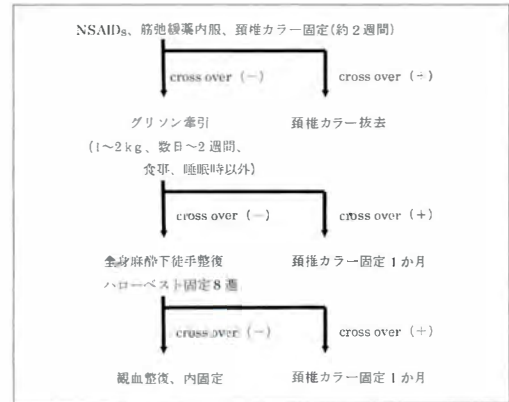 NSAIDs、筋弛緩薬内服、頚椎カラー固定(約2週間)
cross over (−) cross over (+)
グリソン牽引 頚椎カラー抜去
(1~2kg、数日~2週間、
食事、睡眠時以外)
cross over (−) cross over (+)
全身麻酔下徒手整復 頚椎カラー固定1か月
ハローベスト固定8週
cross over (−) cross over (+)
観血整復、内固定 頚椎カラー固定1か月